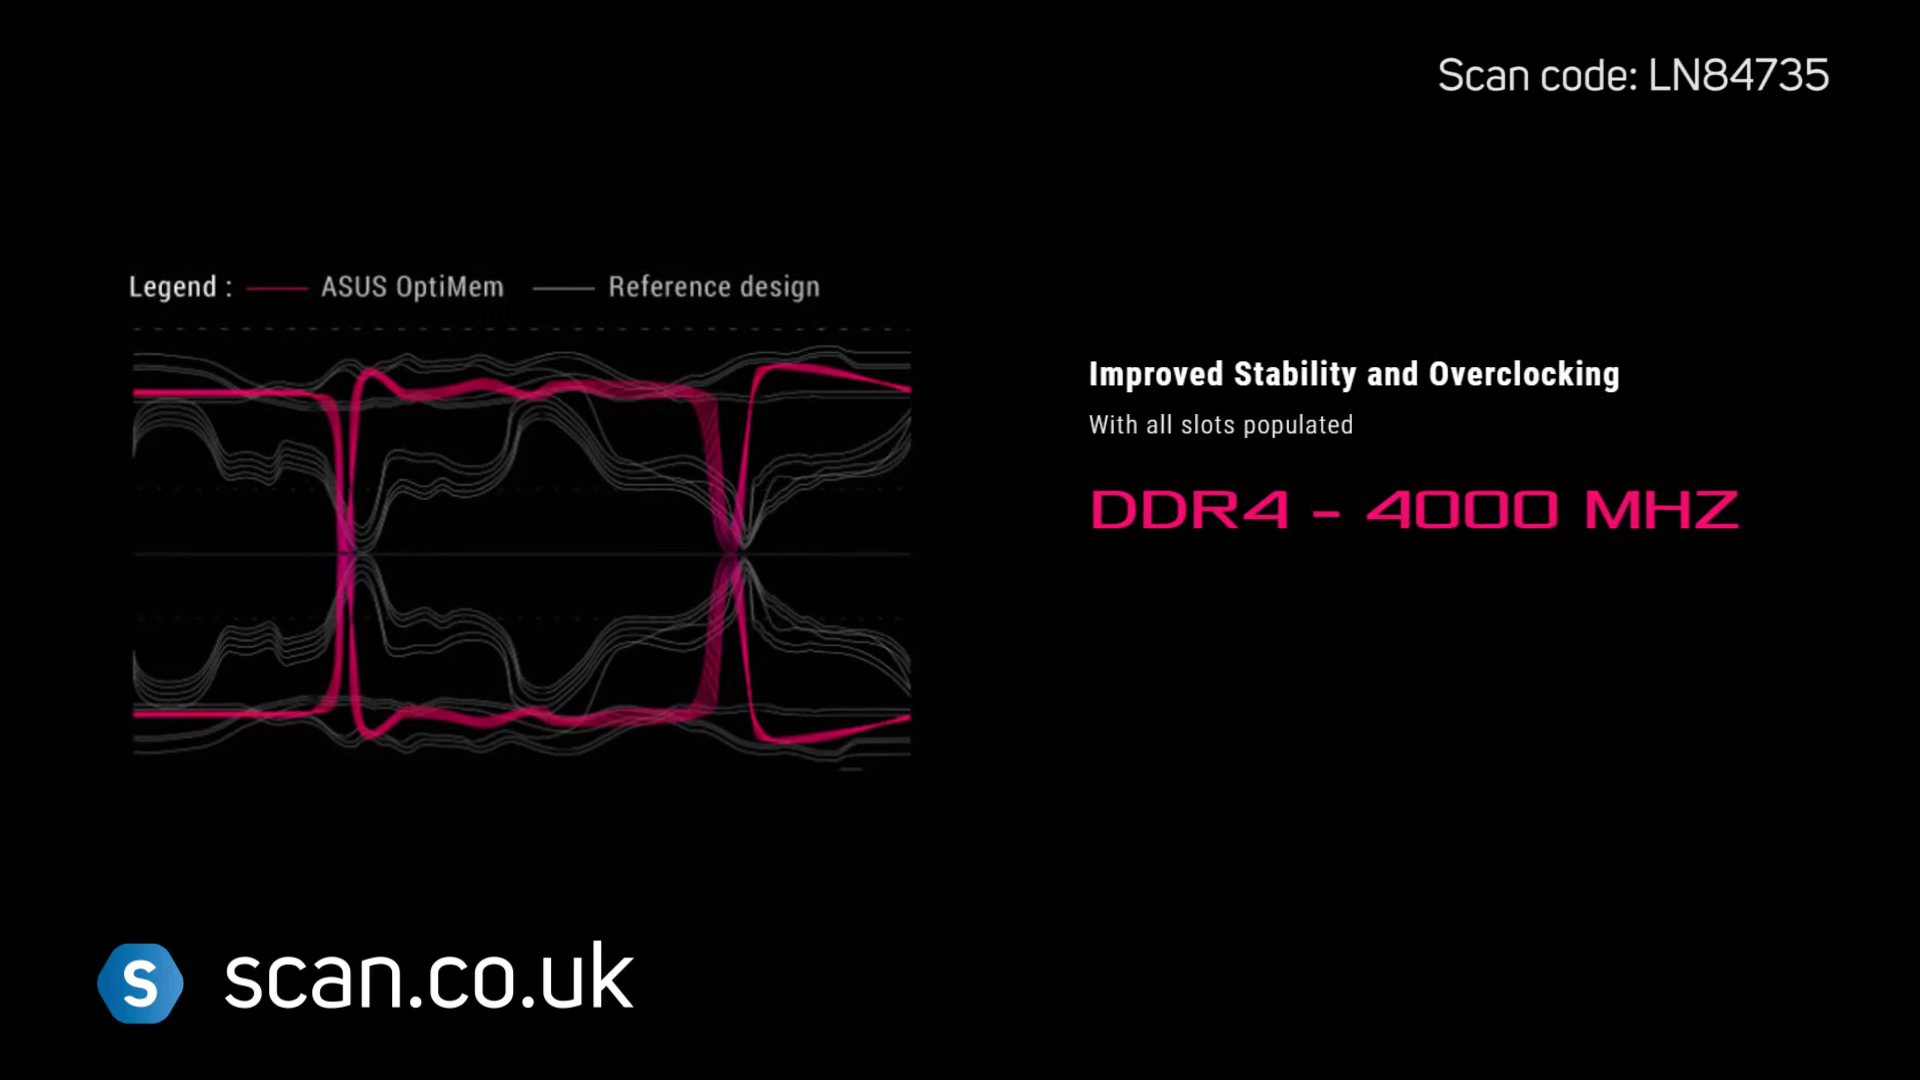 Scan code: LN84735
Legend : ASUS OptiMem Reference design
Improved Stability and Overclocking
With all slots populated
DDR4 - 4000 MHZ
S scan.co.uk